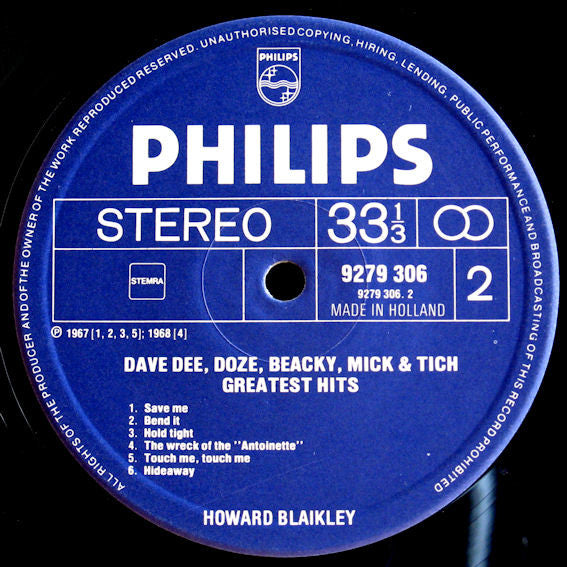 ALL RIGHTS OF THE PRODUCER AND OF THE OWNER OF THE WORK REPRODUCED RESERVED. UNAUTHORISED COPYING, HIRING, LENDING, PUBLIC PERFORMANCE AND BROADCASTING OF THIS RECORD PROHIBITED
PHILIPS
PHILIPS
STEREO
33 1/3
STEMRA
9279 306
9279 306. 2
MADE IN HOLLAND
2
℗ 1967 [1, 2, 3, 5]; 1968 [4]
DAVE DEE, DOZE, BEACKY, MICK & TICH
GREATEST HITS
1. Save me
2. Bend it
3. Hold tight
4. The wreck of the "Antoinette"
5. Touch me, touch me
6. Hideaway
HOWARD BLAIKLEY